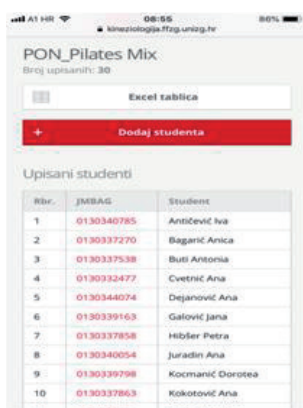 A1 HR 08:55 86%
kineziologija.ffzg.unizg.hr
PON_Pilates Mix
Broj upisanih: 30
Excel tablica
+ Dodaj studenta
Upisani studenti
Rbr. JMBAG Student
1 0130340785 Antičević Iva
2 0130337270 Bagarić Anica
3 0130337538 Buti Antonia
4 0130332477 Cvetnić Ana
5 0130344074 Dejanović Ana
6 0130339163 Galović Jana
7 0130337858 Hibšer Petra
8 0130340054 Juradin Ana
9 0130339798 Kocmanić Dorotea
10 0130337863 Kokotović Ana